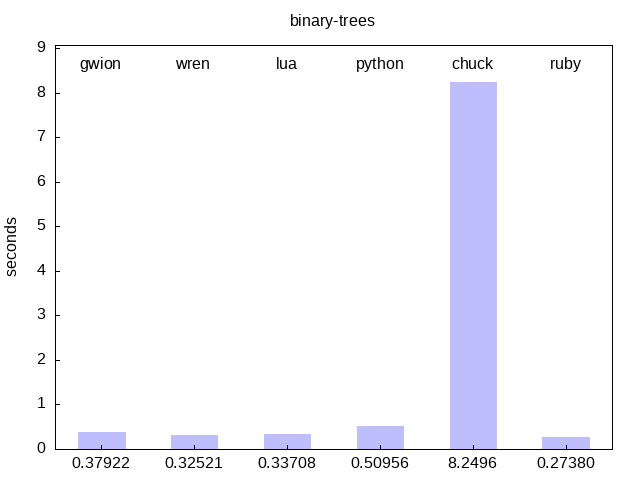 binary-trees
9
gwion wren lua python chuck ruby
8
7
6
5
seconds
4
3
2
1
0
0.37922 0.32521 0.33708 0.50956 8.2496 0.27380